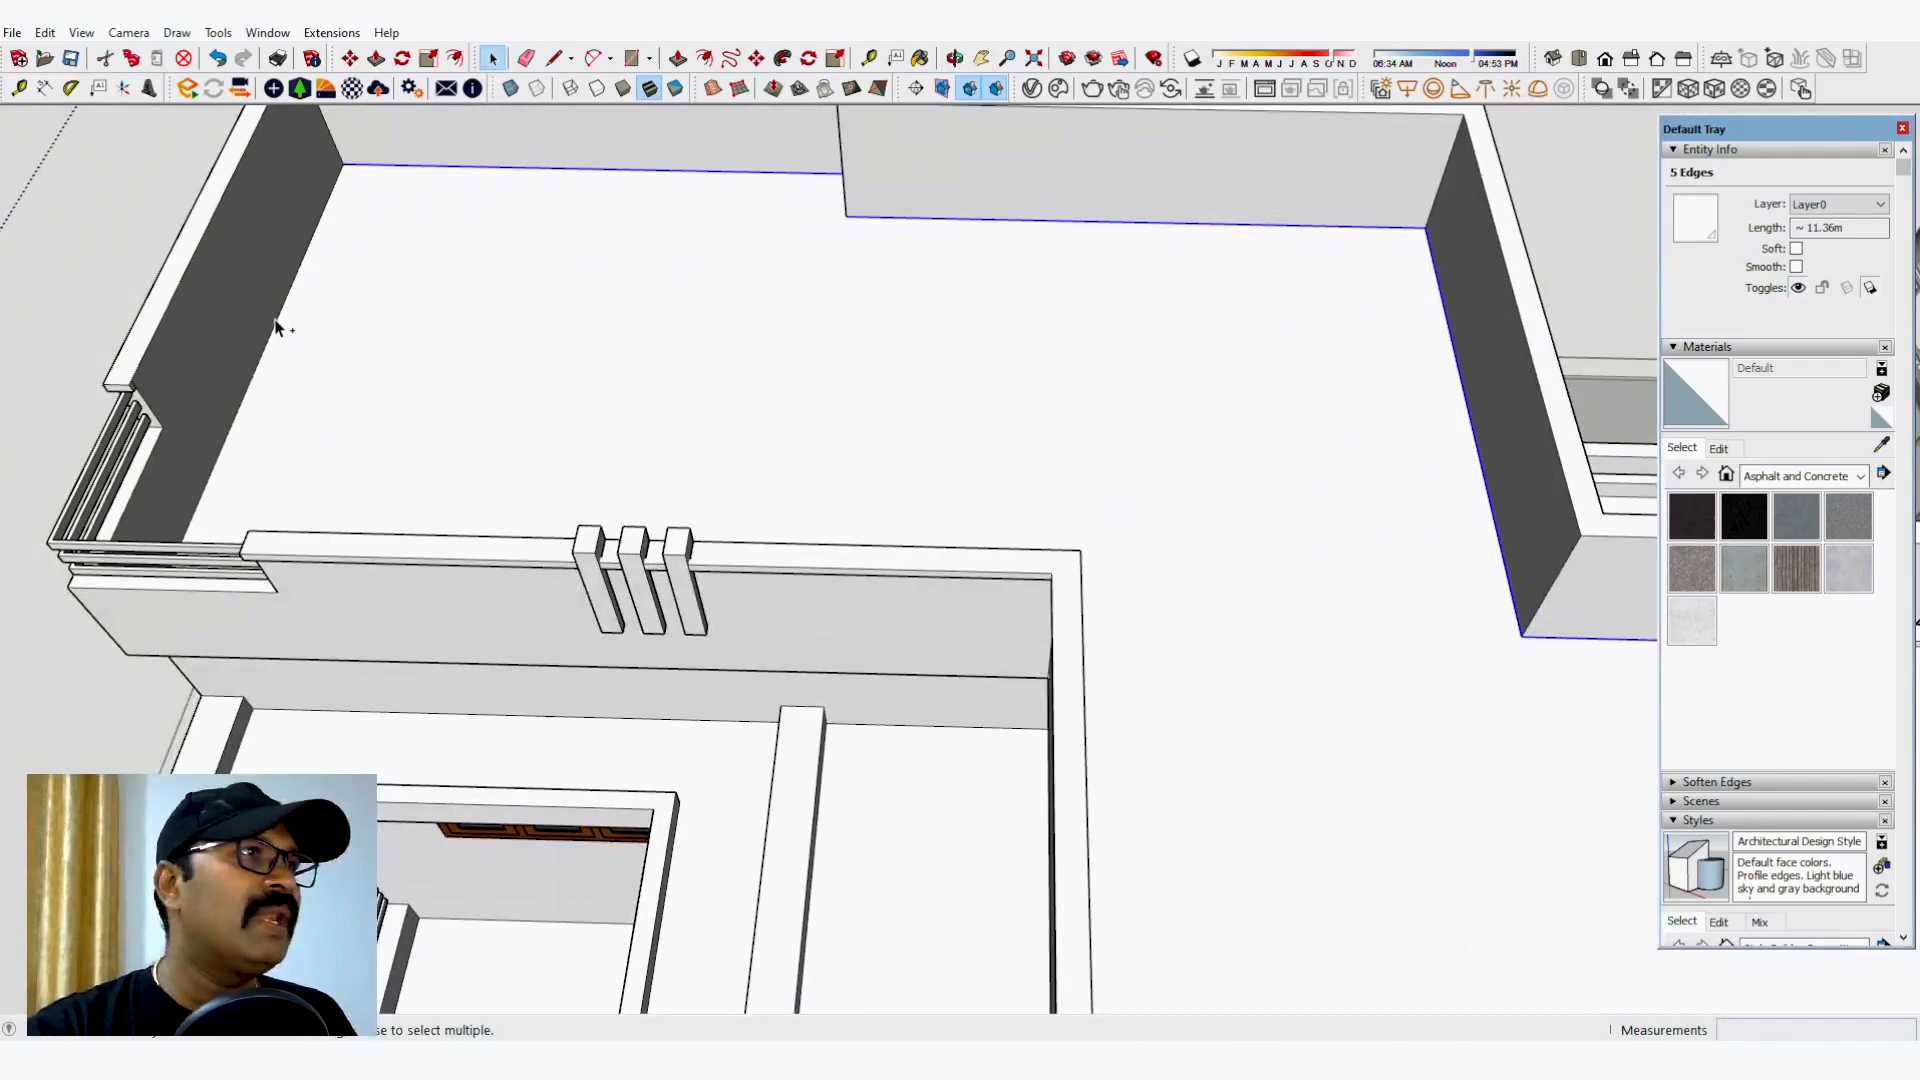 File Edit View Camera Draw Tools Window Extensions Help
J F M A M J J A S O N D
06:34 AM Noon 04:53 PM
Default Tray
Entity Info
5 Edges
Layer: Layer0
Length: ~ 11.36m
Soft:
Smooth:
Toggles:
Materials
Default
Select Edit
Asphalt and Concrete
Soften Edges
Scenes
Styles
Architectural Design Style
Default face colors.
Profile edges. Light blue
sky and gray background
Select Edit Mix
se to select multiple.
Measurements